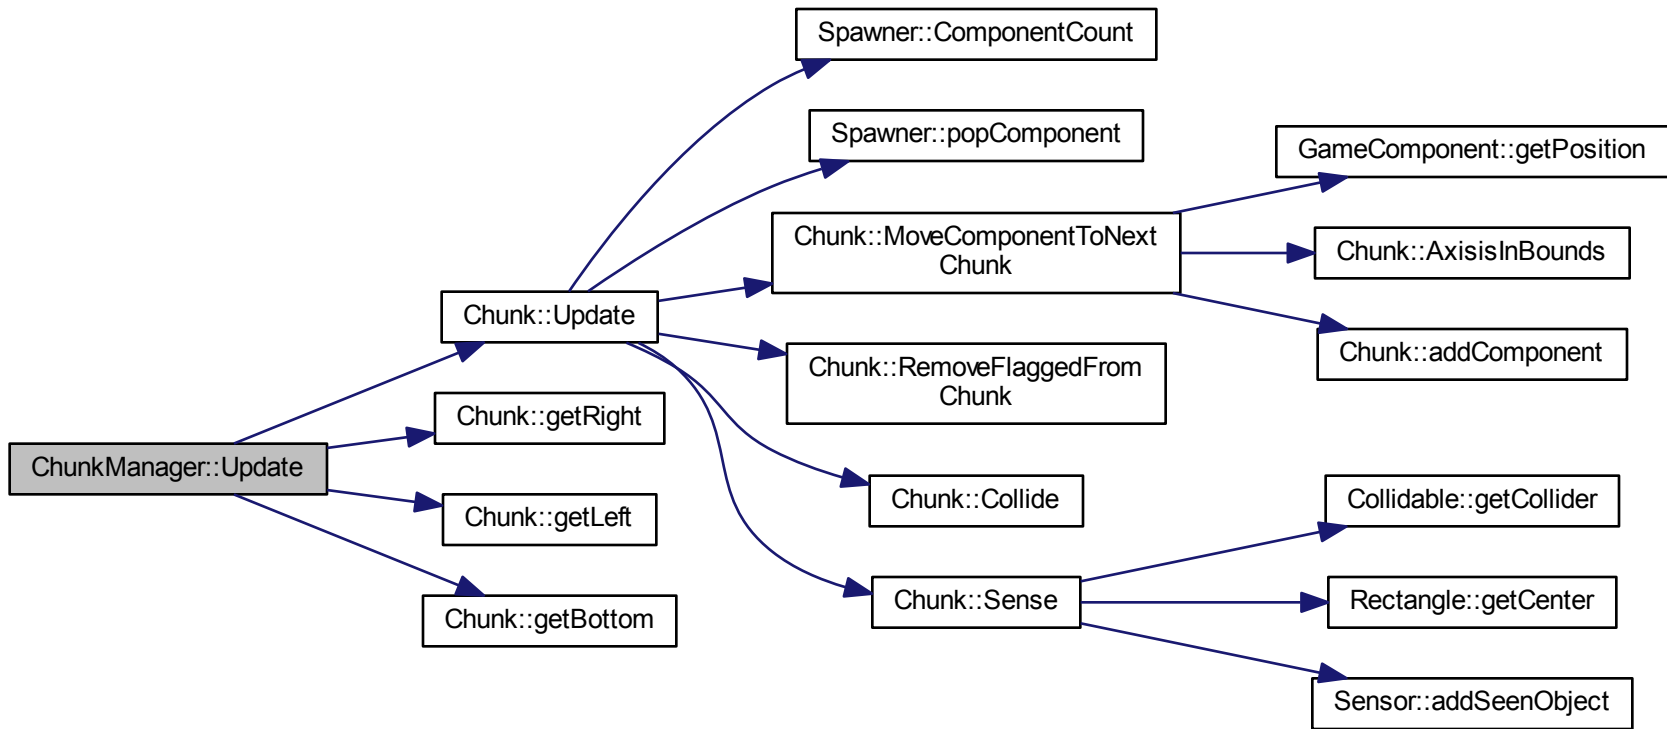 Spawner::ComponentCount
Spawner::popComponent
GameComponent::getPosition
Chunk::MoveComponentToNext
Chunk
Chunk::AxisisInBounds
Chunk::Update
Chunk::addComponent
Chunk::RemoveFlaggedFrom
Chunk
Chunk::getRight
ChunkManager::Update
Chunk::Collide
Collidable::getCollider
Chunk::getLeft
Chunk::Sense
Rectangle::getCenter
Chunk::getBottom
Sensor::addSeenObject